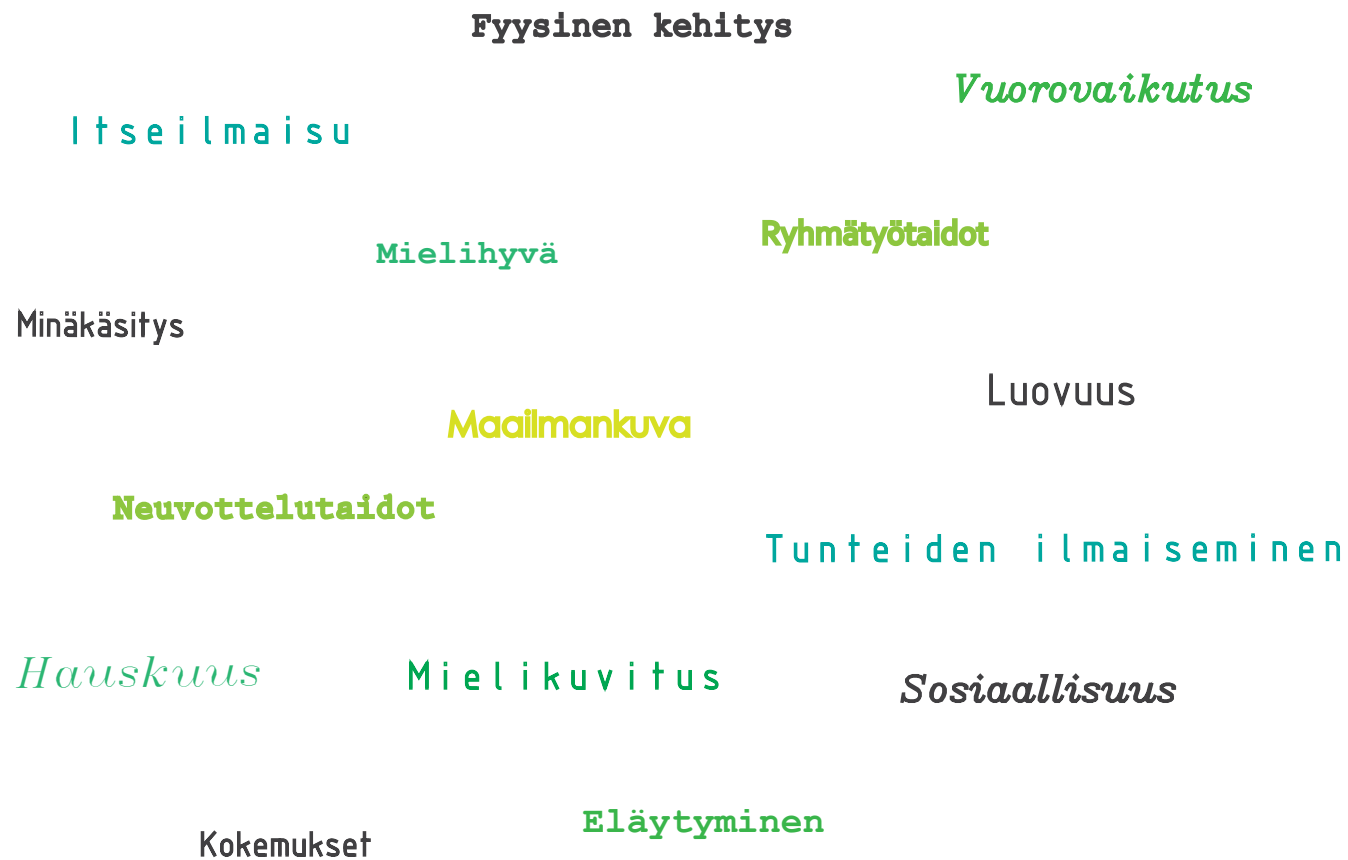 Fyysinen kehitys
Vuorovaikutus
Itseilmaisu
Ryhmätyötaidot
Mielihyvä
Minäkäsitys
Luovuus
Maailmankuva
Neuvottelutaidot
Tunteiden ilmaiseminen
Hauskuus
Mielikuvitus
Sosiaallisuus
Eläytyminen
Kokemukset